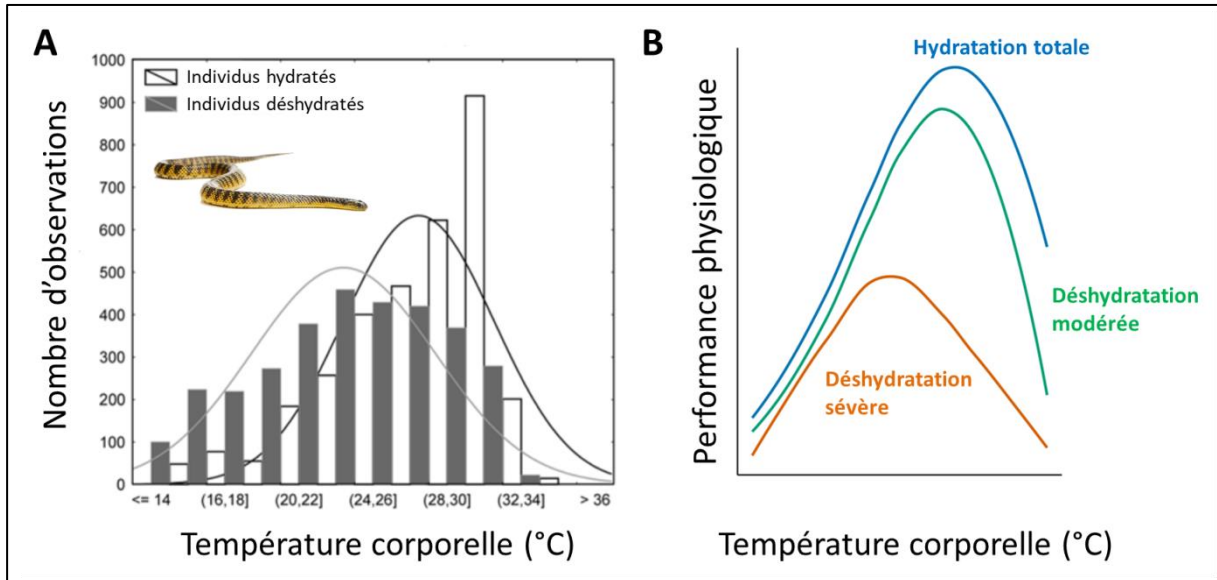 A
Nombre d’observations
1000
900
800
700
600
500
400
300
200
100
0
Individus hydratés
Individus déshydratés
<= 14
(16,18]
(20,22]
(24,26]
(28,30]
(32,34]
> 36
Température corporelle (°C)
B
Performance physiologique
Hydratation totale
Déshydratation
modérée
Déshydratation
sévère
Température corporelle (°C)